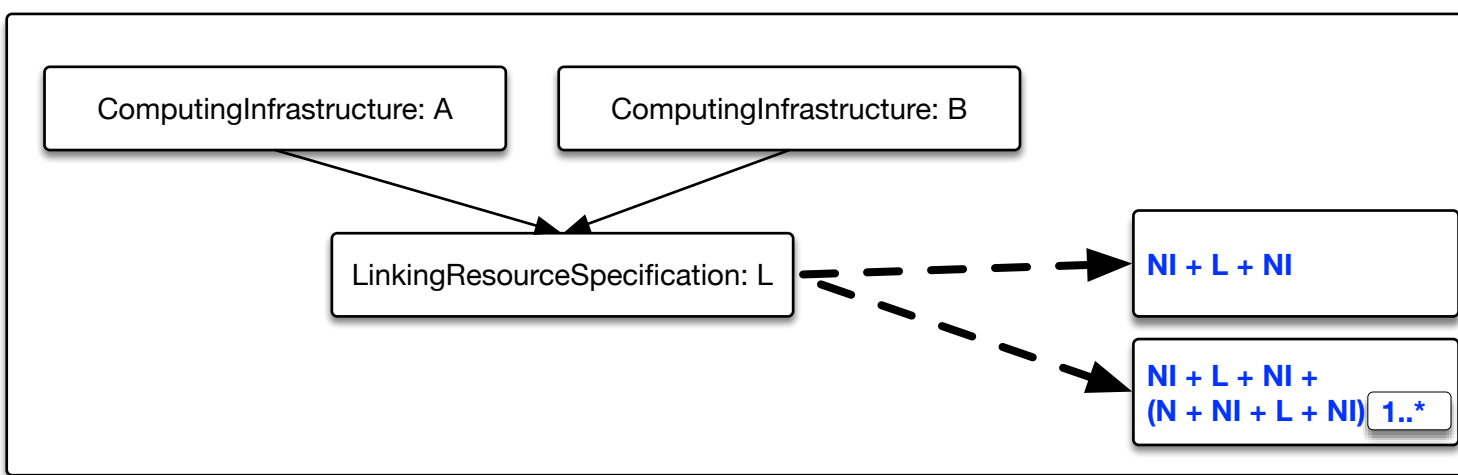 ComputingInfrastructure: A
ComputingInfrastructure: B
LinkingResourceSpecification: L
NI + L + NI
NI + L + NI +
(N + NI + L + NI) 1..*